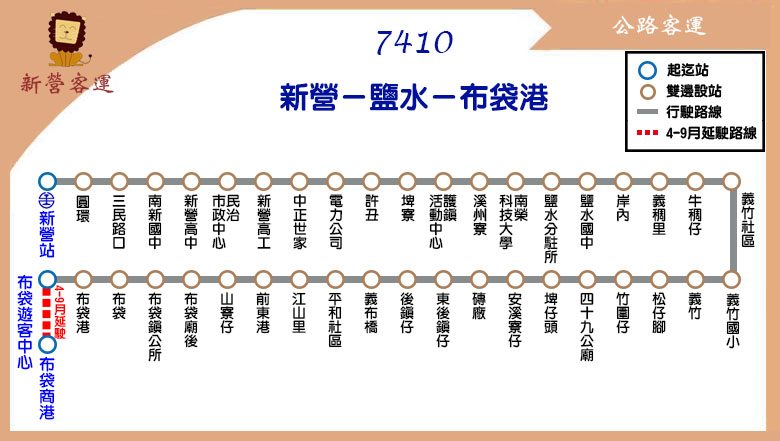 新營客運
7410
新營－鹽水－布袋港
公路客運
起迄站
雙邊設站
行駛路線
4-9月延駛路線
新營站
圓環
三民路口
南新國中
新營高中
民治
市政中心
新營高工
中正世家
電力公司
許丑
埤寮
護鎮
活動中心
溪州寮
南榮
科技大學
鹽水分駐所
鹽水國中
岸內
義稠里
牛稠仔
義竹社區
義竹國小
義竹
松仔腳
竹圍仔
四十九公廟
埤仔頭
安溪寮仔
磚廠
東後鎮仔
後鎮仔
義布橋
平和社區
江山里
前東港
山寮仔
布袋廟後
布袋鎮公所
布袋
布袋港
布袋遊客中心
4-9月延駛
布袋商港